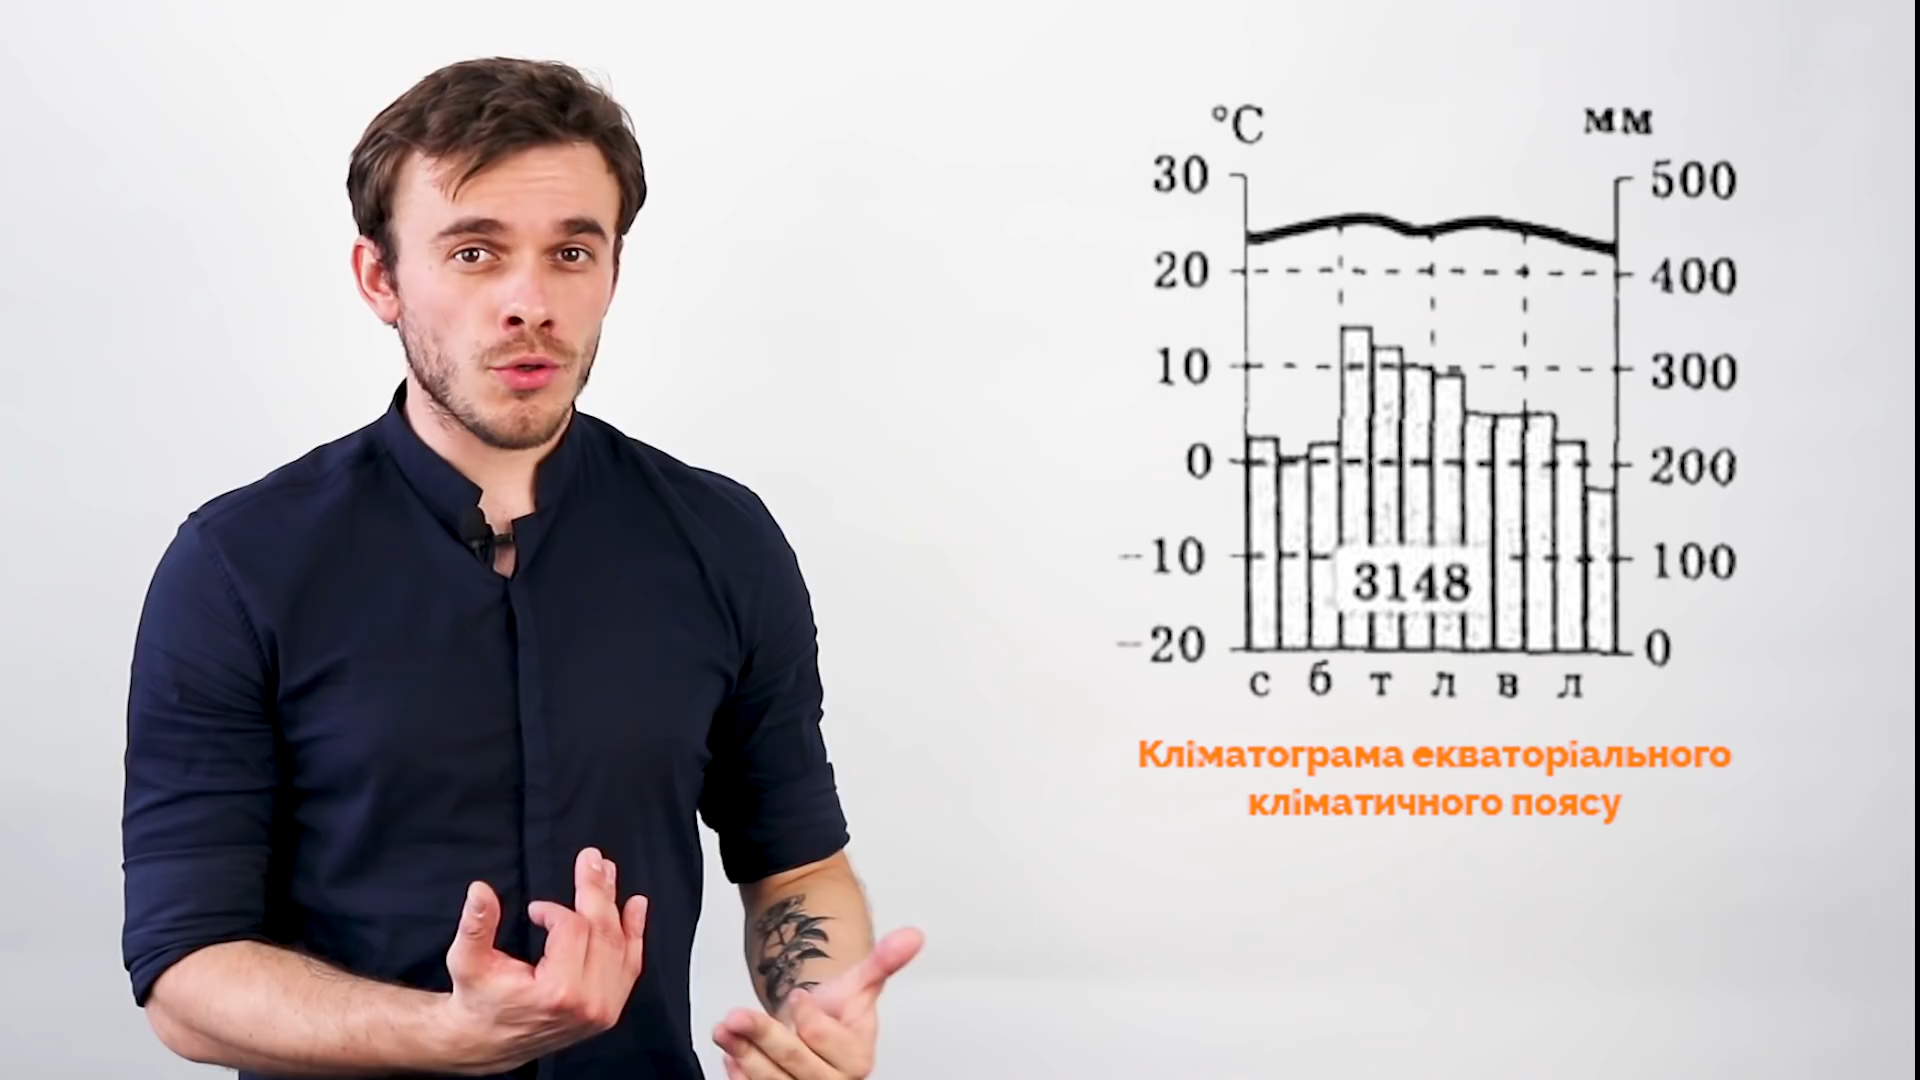 °C
мм
30
500
20
400
10
300
0
200
-10
100
3148
-20
0
с б т л в л
Кліматограма екваторіального
кліматичного поясу